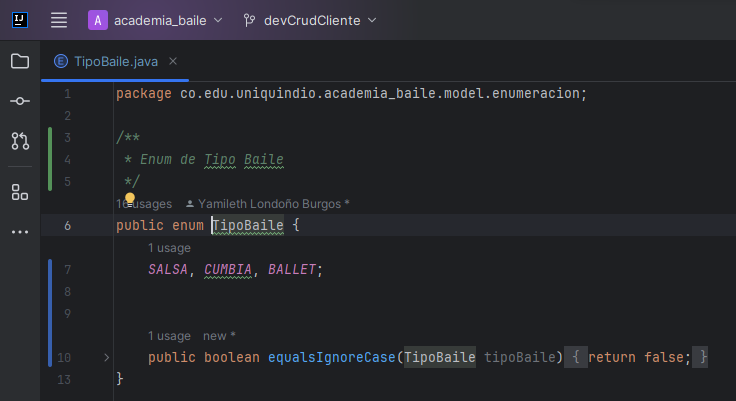 IJ A academia_baile devCrudCliente
E TipoBaile.java ×
1 package co.edu.uniquindio.academia_baile.model.enumeracion;
2
3 /**
4 * Enum de Tipo Baile
5 */
16 usages Yamileth Londoño Burgos *
6 public enum TipoBaile {
1 usage
7 SALSA, CUMBIA, BALLET;
8
9
1 usage new *
10 public boolean equalsIgnoreCase(TipoBaile tipoBaile) { return false; }
13 }